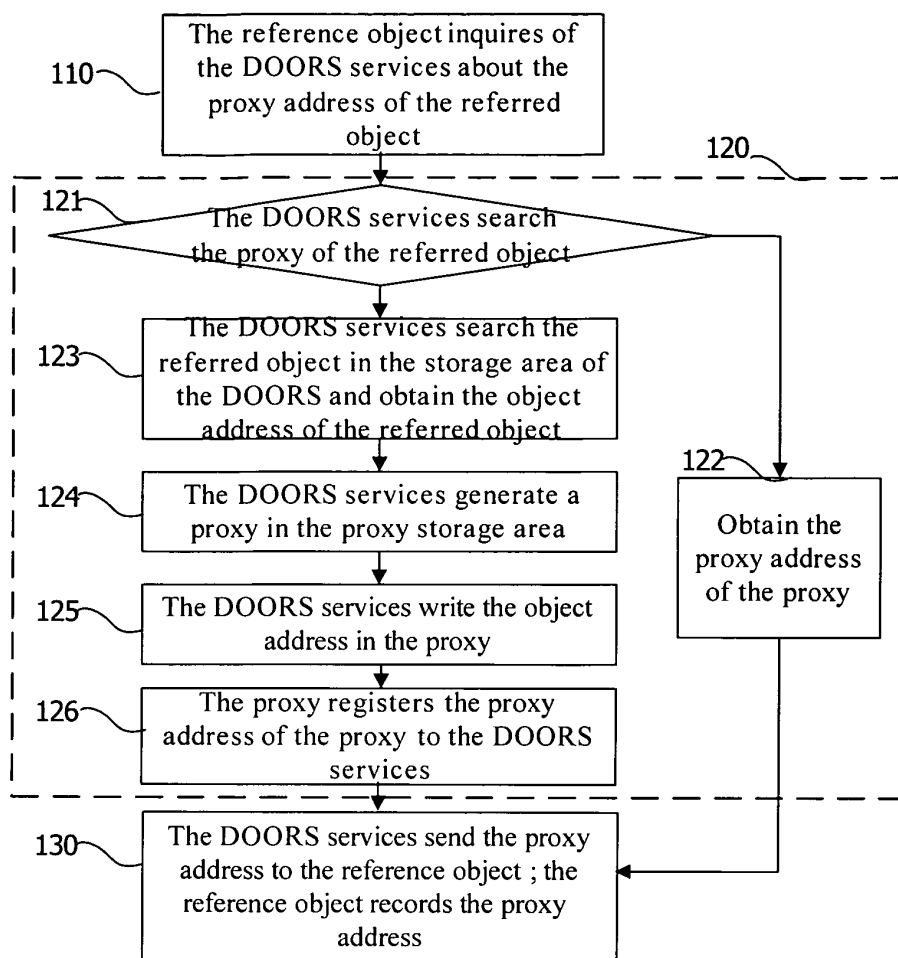 110
The reference object inquires of
the DOORS services about the
proxy address of the referred
object
120
121
The DOORS services search
the proxy of the referred object
123
The DOORS services search the
referred object in the storage area of
the DOORS and obtain the object
address of the referred object
122
Obtain the
proxy address
of the proxy
124
The DOORS services generate a
proxy in the proxy storage area
125
The DOORS services write the object
address in the proxy
126
The proxy registers the proxy
address of the proxy to the DOORS
services
130
The DOORS services send the proxy
address to the reference object ; the
reference object records the proxy
address